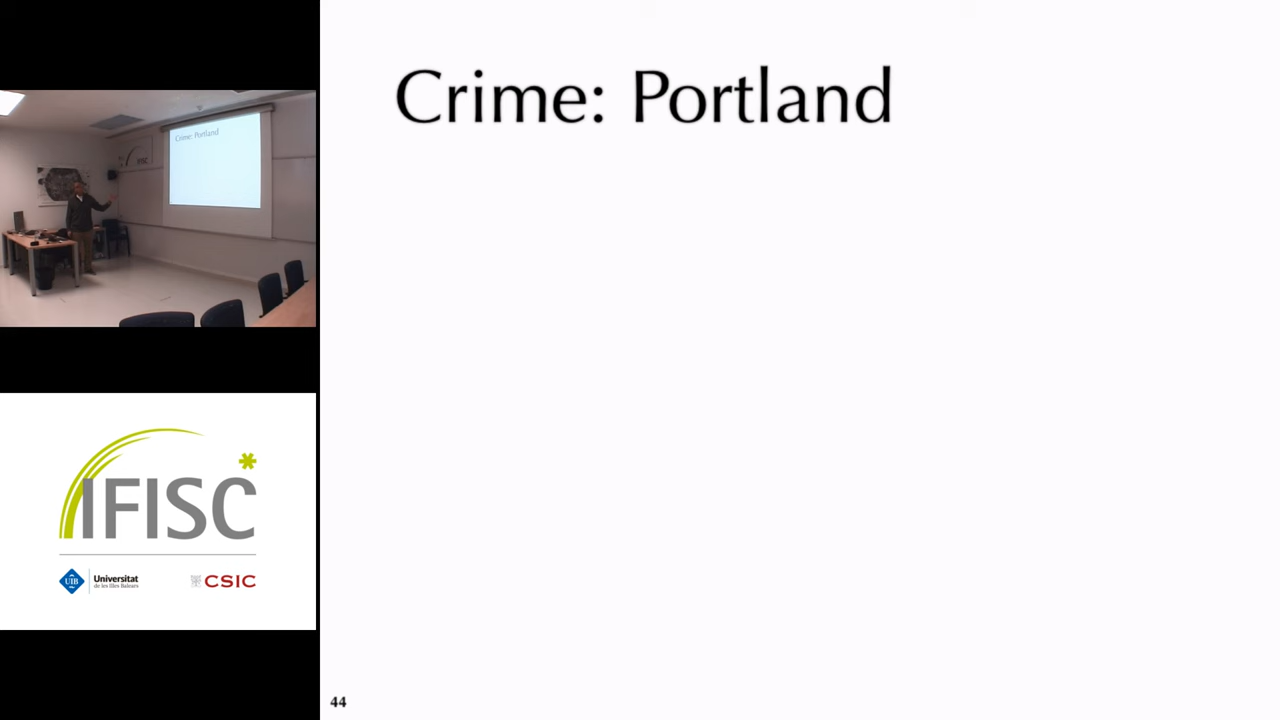 Crime: Portland
Crime: Portland
IFISC
UIB
Universitat
de les Illes Balears
CSIC
44